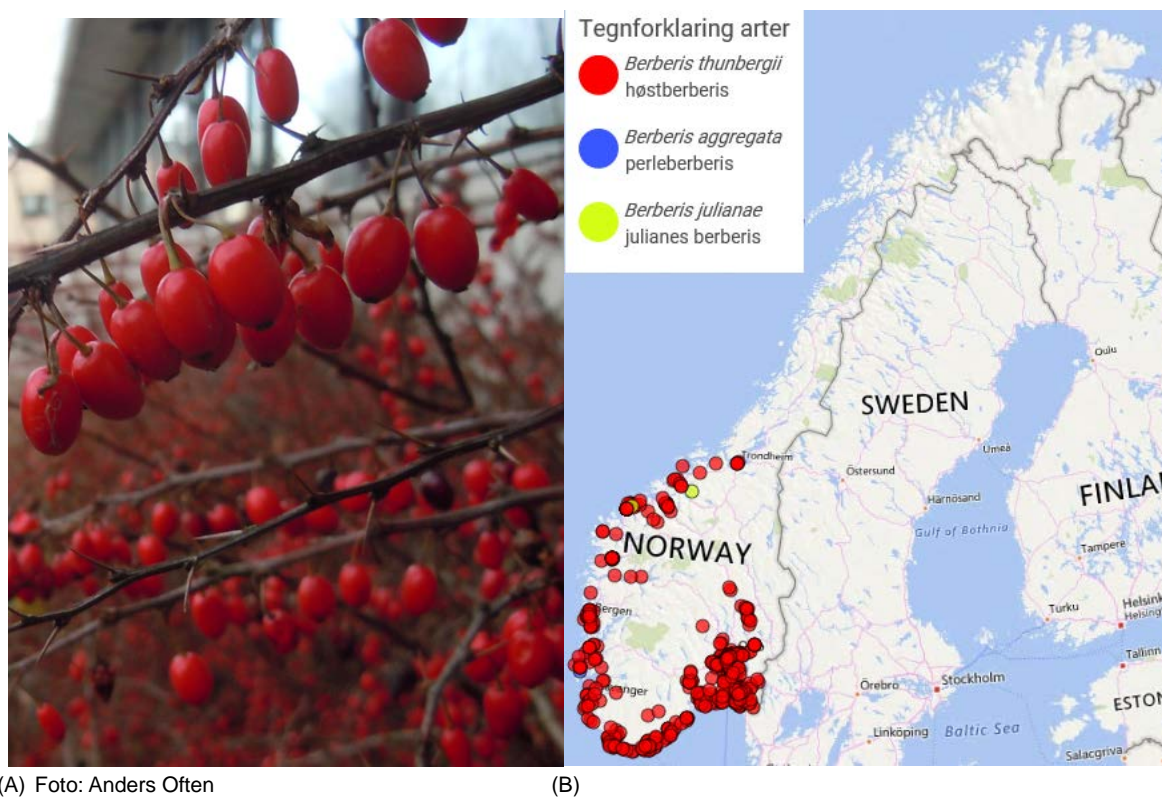 Tegnforklaring arter
Berberis thunbergii
høstberberis
Berberis aggregata
perleberberis
Berberis julianae
julianes berberis
Oulu
SWEDEN
Umeå
Trondheim
Östersund
Härnösand
FINLA
Gulf of Bothnia
NORWAY
Tampere
Bergen
Turku
Helsink
Helsing
Tallinn
Örebro
Stockholm
ESTON
Linköping
Baltic Sea
Salacgriva
(A) Foto: Anders Often
(B)